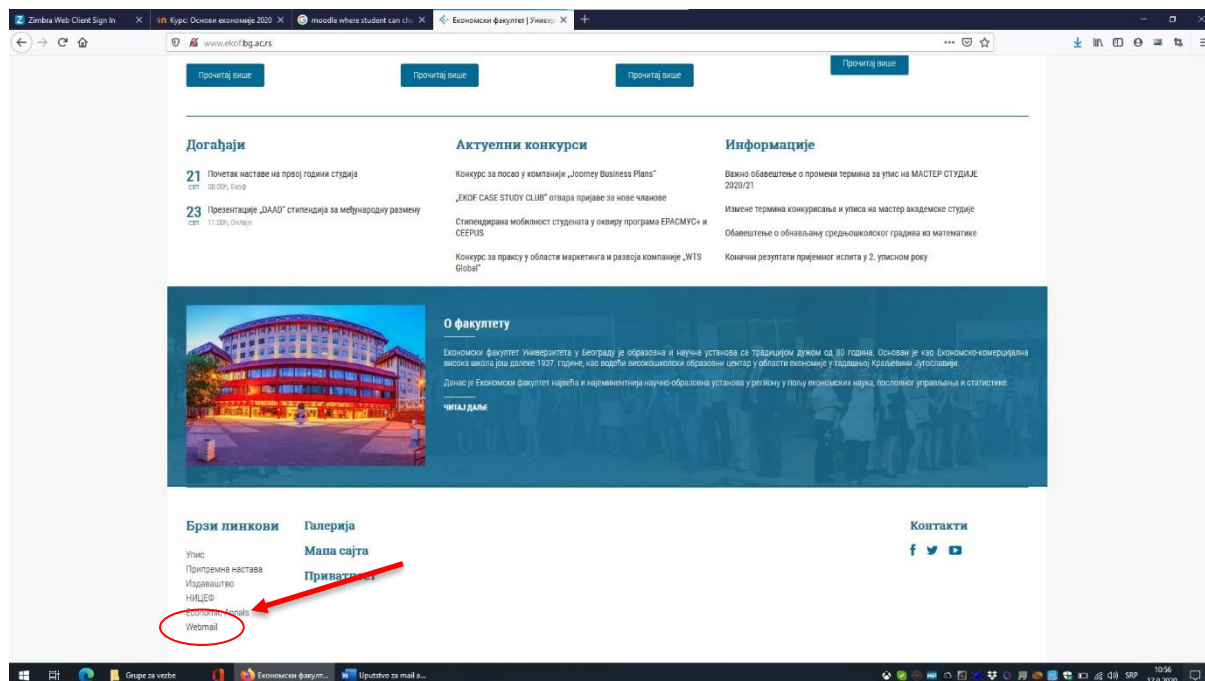 Zimbra Web Client Sign In
Курс: Основи економије 2020
moodle where student can cha
Економски факултет | Универз
www.ekof.bg.ac.rs
Прочитај више
Прочитај више
Прочитај више
Прочитај више
Догађаји
21 Почетак наставе на првој години студија
сеп 08:00h, Екоф
23 Презентације „DAAD“ стипендија за међународну размену
сеп 11:00h, Онлајн
Актуелни конкурси
Конкурс за посао у компанији „Joorney Business Plans“
„EKOF CASE STUDY CLUB“ отвара пријаве за нове чланове
Стипендирана мобилност студената у оквиру програма ЕРАСМУС+ и
CEEPUS
Конкурс за праксу у области маркетинга и развоја компаније „WTS
Global“
Информације
Важно обавештење о промени термина за упис на МАСТЕР СТУДИЈЕ
2020/21
Измене термина конкурисања и уписа на мастер академске студије
Обавештење о обнављању средњошколског градива из математике
Коначни резултати пријемног испита у 2. уписном року
О факултету
Економски факултет Универзитета у Београду је образовна и научна установа са традицијом дужом од 80 година. Основан је као Економско-комерцијална
висока школа још далеке 1937. године, као водећи високошколски образовни центар у области економије у тадашњој Краљевини Југославији.
Данас је Економски факултет највећа и најеминентнија научно-образовна установа у региону у пољу економских наука, пословног управљања и статистике.
ЧИТАЈ ДАЉЕ
Брзи линкови
Упис
Припремна настава
Издаваштво
НИЦЕФ
Economic Annals
Webmail
Галерија
Мапа сајта
Приватност
Контакти
Grupe za vezbe
Економски факулт...
Uputstvo za mail a...
SRP
10:56
17.9.2020.